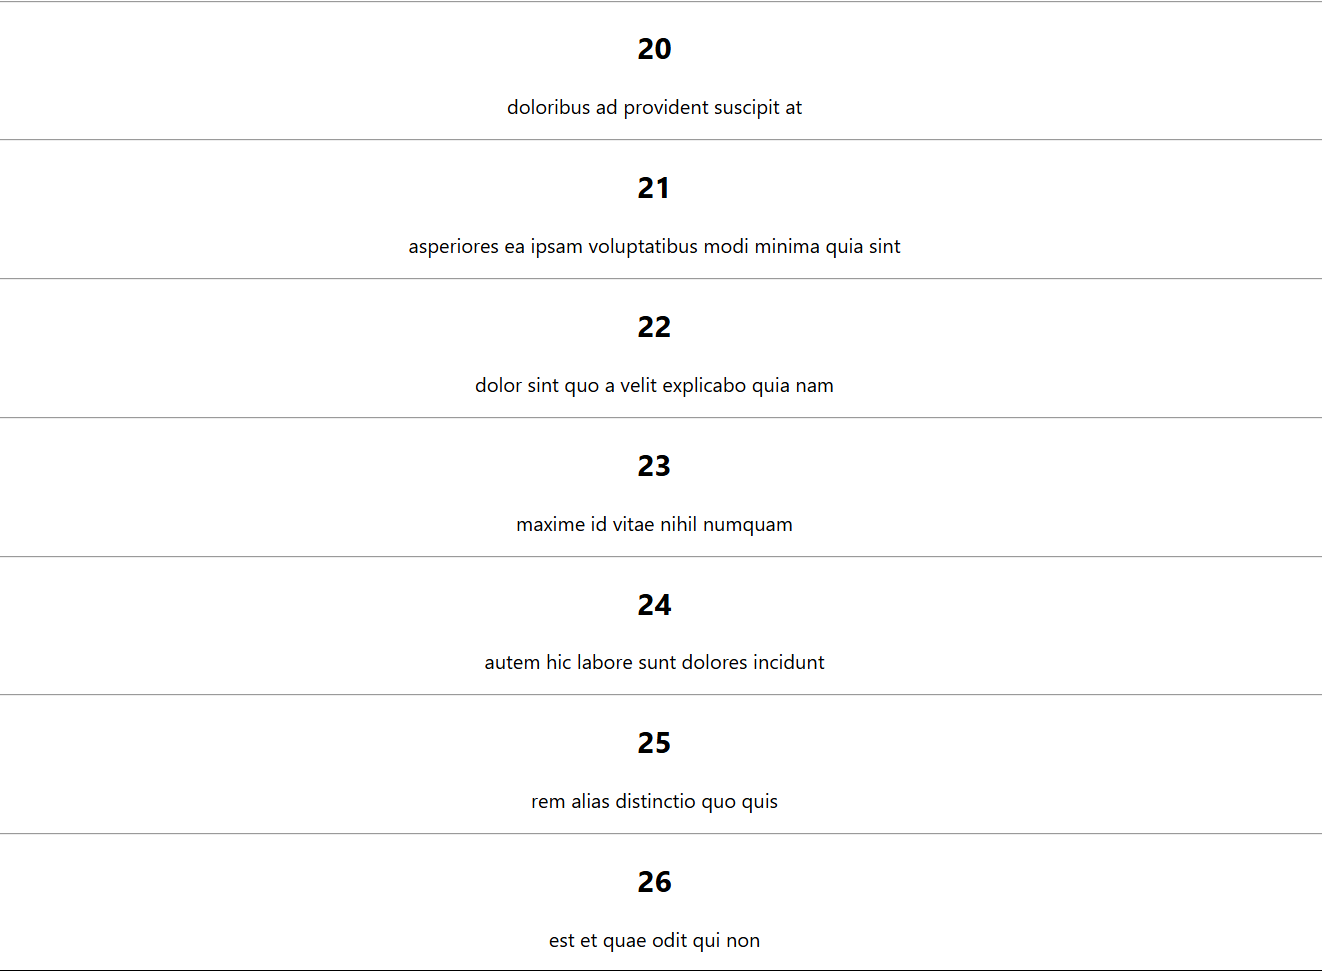 20
doloribus ad provident suscipit at
21
asperiores ea ipsam voluptatibus modi minima quia sint
22
dolor sint quo a velit explicabo quia nam
23
maxime id vitae nihil numquam
24
autem hic labore sunt dolores incidunt
25
rem alias distinctio quo quis
26
est et quae odit qui non